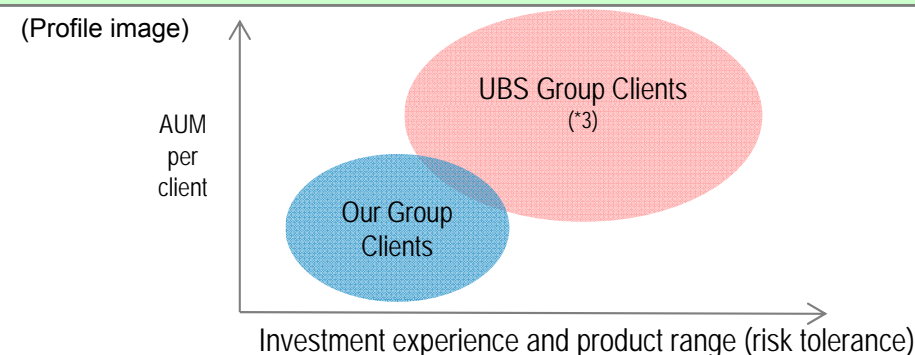 (Profile image)
AUM
per
client
UBS Group Clients
(*3)
Our Group
Clients
Investment experience and product range (risk tolerance)